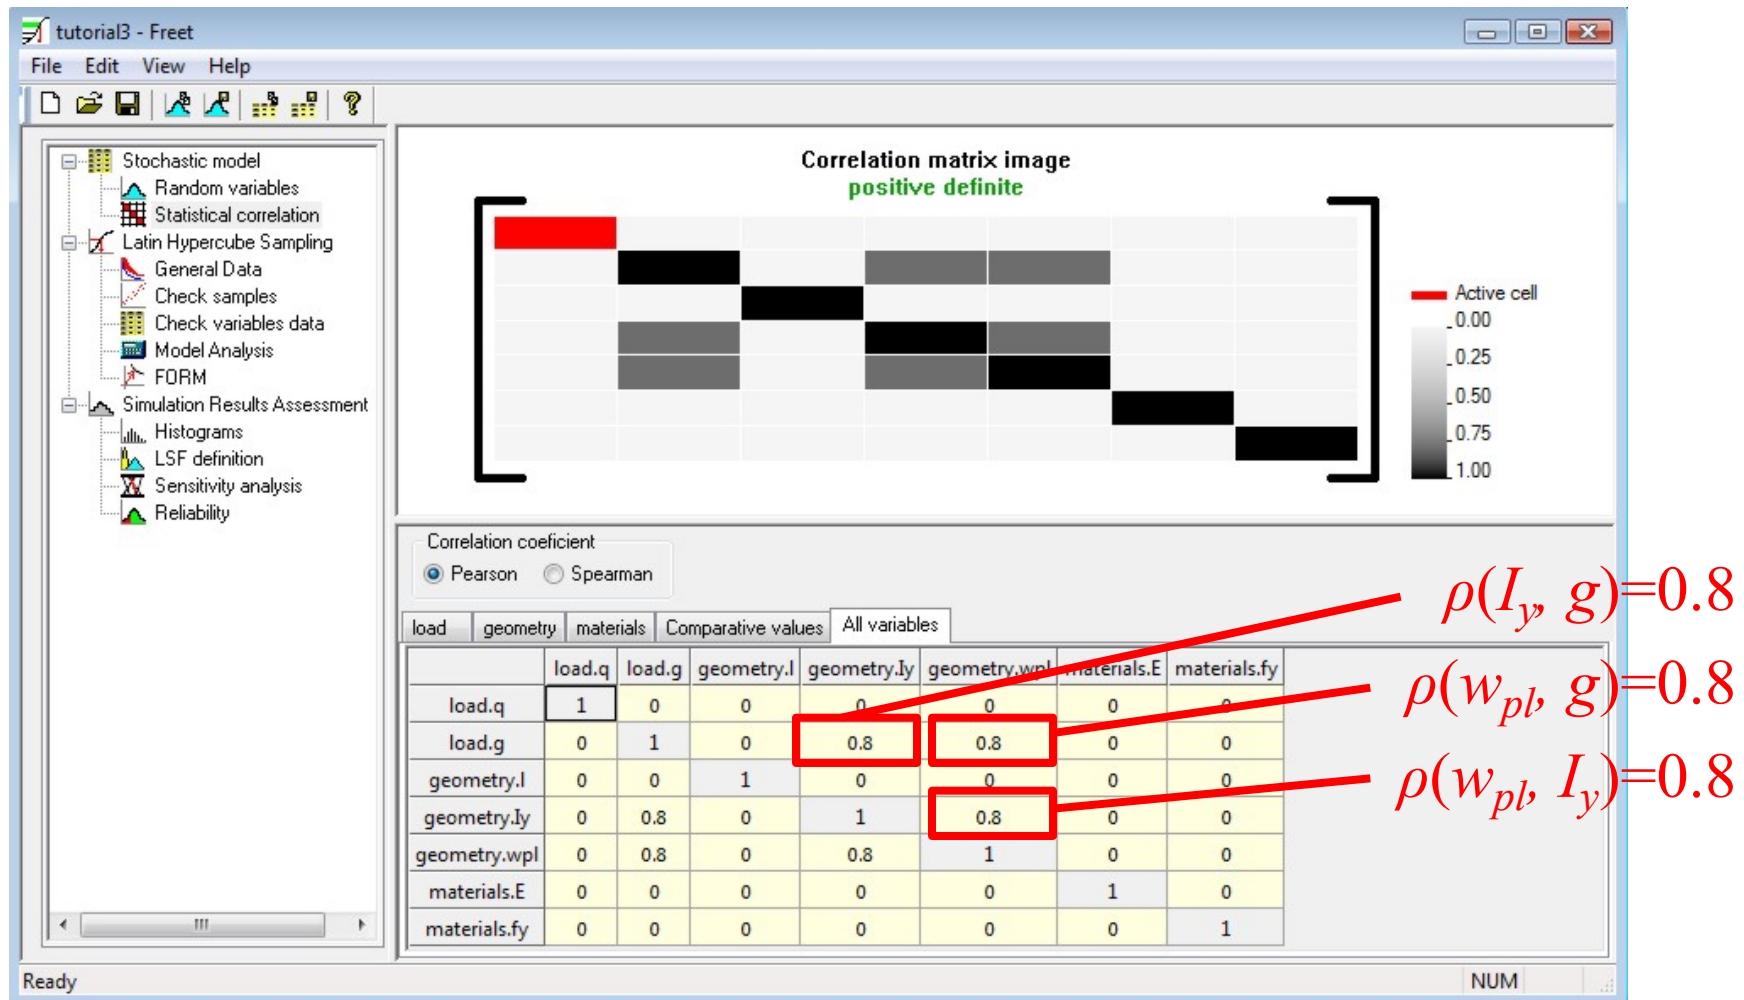 tutorial3 - Freet
File Edit View Help
Stochastic model
Random variables
Statistical correlation
Latin Hypercube Sampling
General Data
Check samples
Check variables data
Model Analysis
FORM
Simulation Results Assessment
Histograms
LSF definition
Sensitivity analysis
Reliability
Correlation matrix image
positive definite
Active cell
0.00
0.25
0.50
0.75
1.00
Correlation coeficient
Pearson Spearman
load geometry materials Comparative values All variables
load.q load.g geometry.l geometry.Iy geometry.wpl materials.E materials.fy
load.q 1 0 0 0 0 0 0
load.g 0 1 0 0.8 0.8 0 0
geometry.l 0 0 1 0 0 0 0
geometry.Iy 0 0.8 0 1 0.8 0 0
geometry.wpl 0 0.8 0 0.8 1 0 0
materials.E 0 0 0 0 0 1 0
materials.fy 0 0 0 0 0 0 1
ρ(I_y, g)=0.8
ρ(w_pl, g)=0.8
ρ(w_pl, I_y)=0.8
Ready NUM